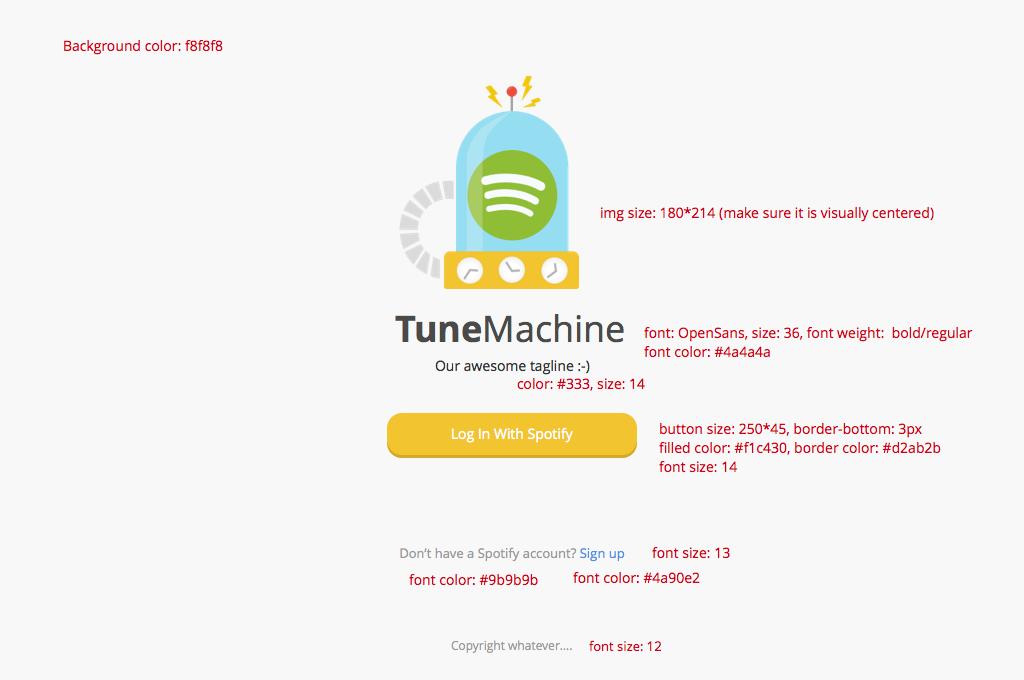 Background color: f8f8f8
img size: 180*214 (make sure it is visually centered)
TuneMachine
font: OpenSans, size: 36, font weight:  bold/regular
font color: #4a4a4a
Our awesome tagline :-)
color: #333, size: 14
Log In With Spotify
button size: 250*45, border-bottom: 3px
filled color: #f1c430, border color: #d2ab2b
font size: 14
Don’t have a Spotify account? Sign up
font size: 13
font color: #9b9b9b
font color: #4a90e2
Copyright whatever....
font size: 12